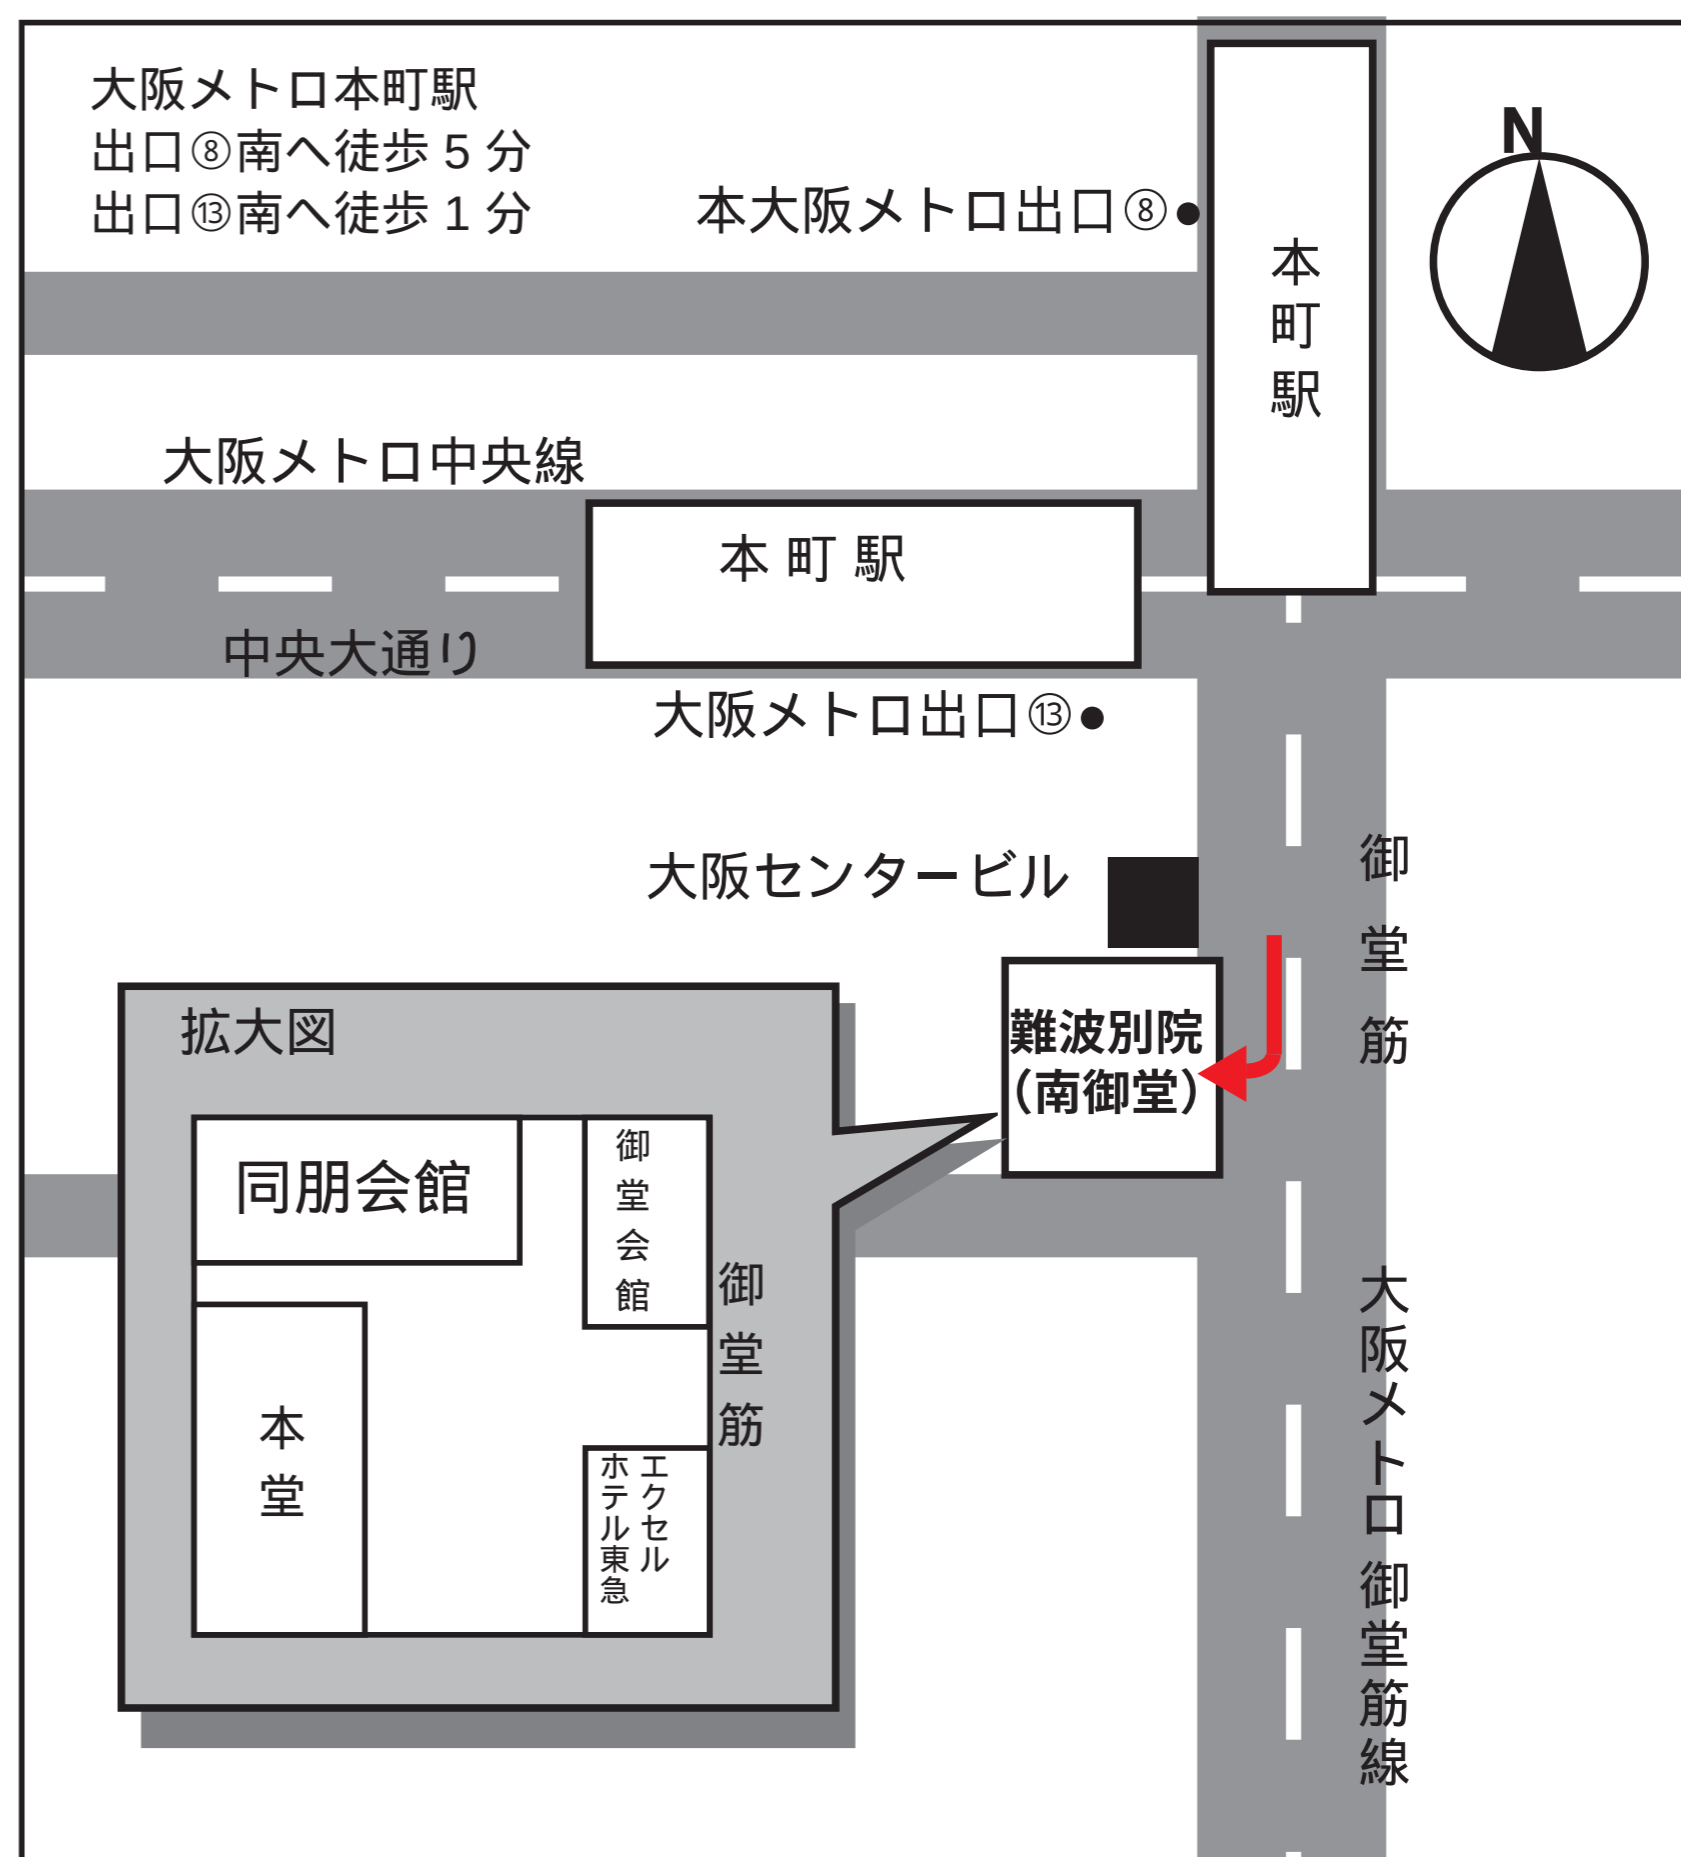 大阪メトロ本町駅
出口⑧南へ徒歩5分
出口⑬南へ徒歩1分
N
本大阪メトロ出口⑧
本町駅
大阪メトロ中央線
本町駅
中央大通り
大阪メトロ出口⑬
大阪センタービル
御堂筋
難波別院
（南御堂）
拡大図
同朋会館
御堂会館
御堂筋
本堂
エクセル
ホテル東急
大阪メトロ御堂筋線